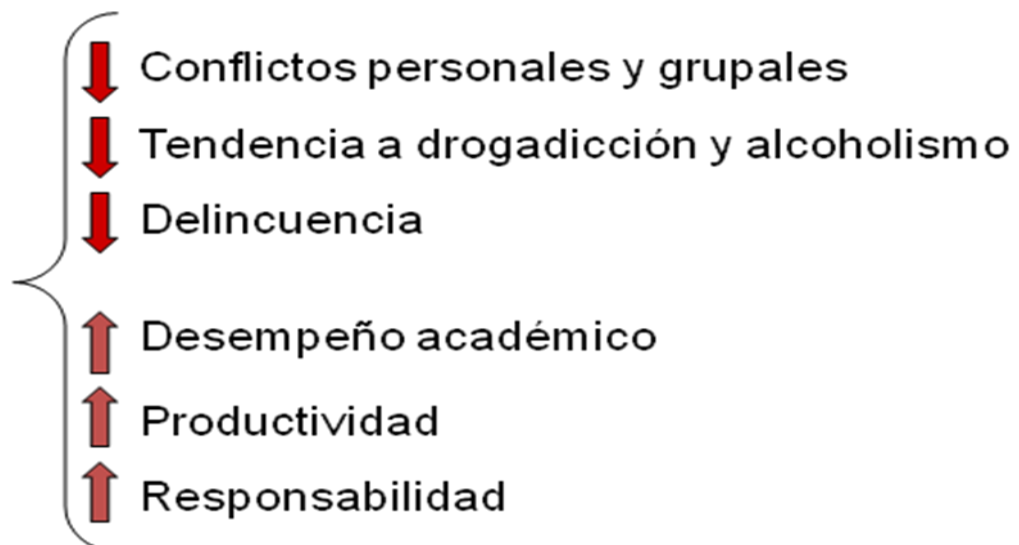 Conflictos personales y grupales
Tendencia a drogadicción y alcoholismo
Delincuencia
Desempeño académico
Productividad
Responsabilidad